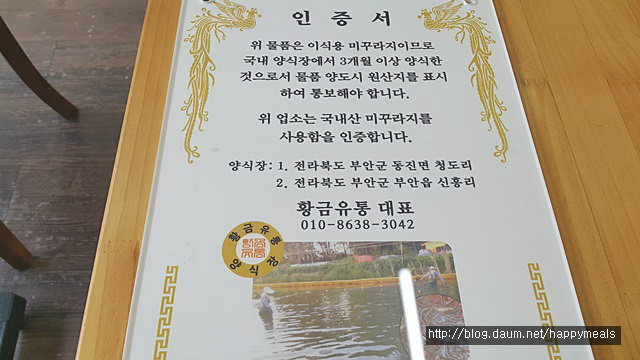 인증서
위 물품은 이식용 미꾸라지이므로
국내 양식장에서 3개월 이상 양식한
것으로서 물품 양도시 원산지를 표시
하여 통보해야 합니다.
위 업소는 국내산 미꾸라지를
사용함을 인증합니다.
양식장: 1. 전라북도 부안군 동진면 청도리
2. 전라북도 부안군 부안읍 신흥리
황금유통 대표
010-8638-3042
황금유통
양식장
http://blog.daum.net/happymeals